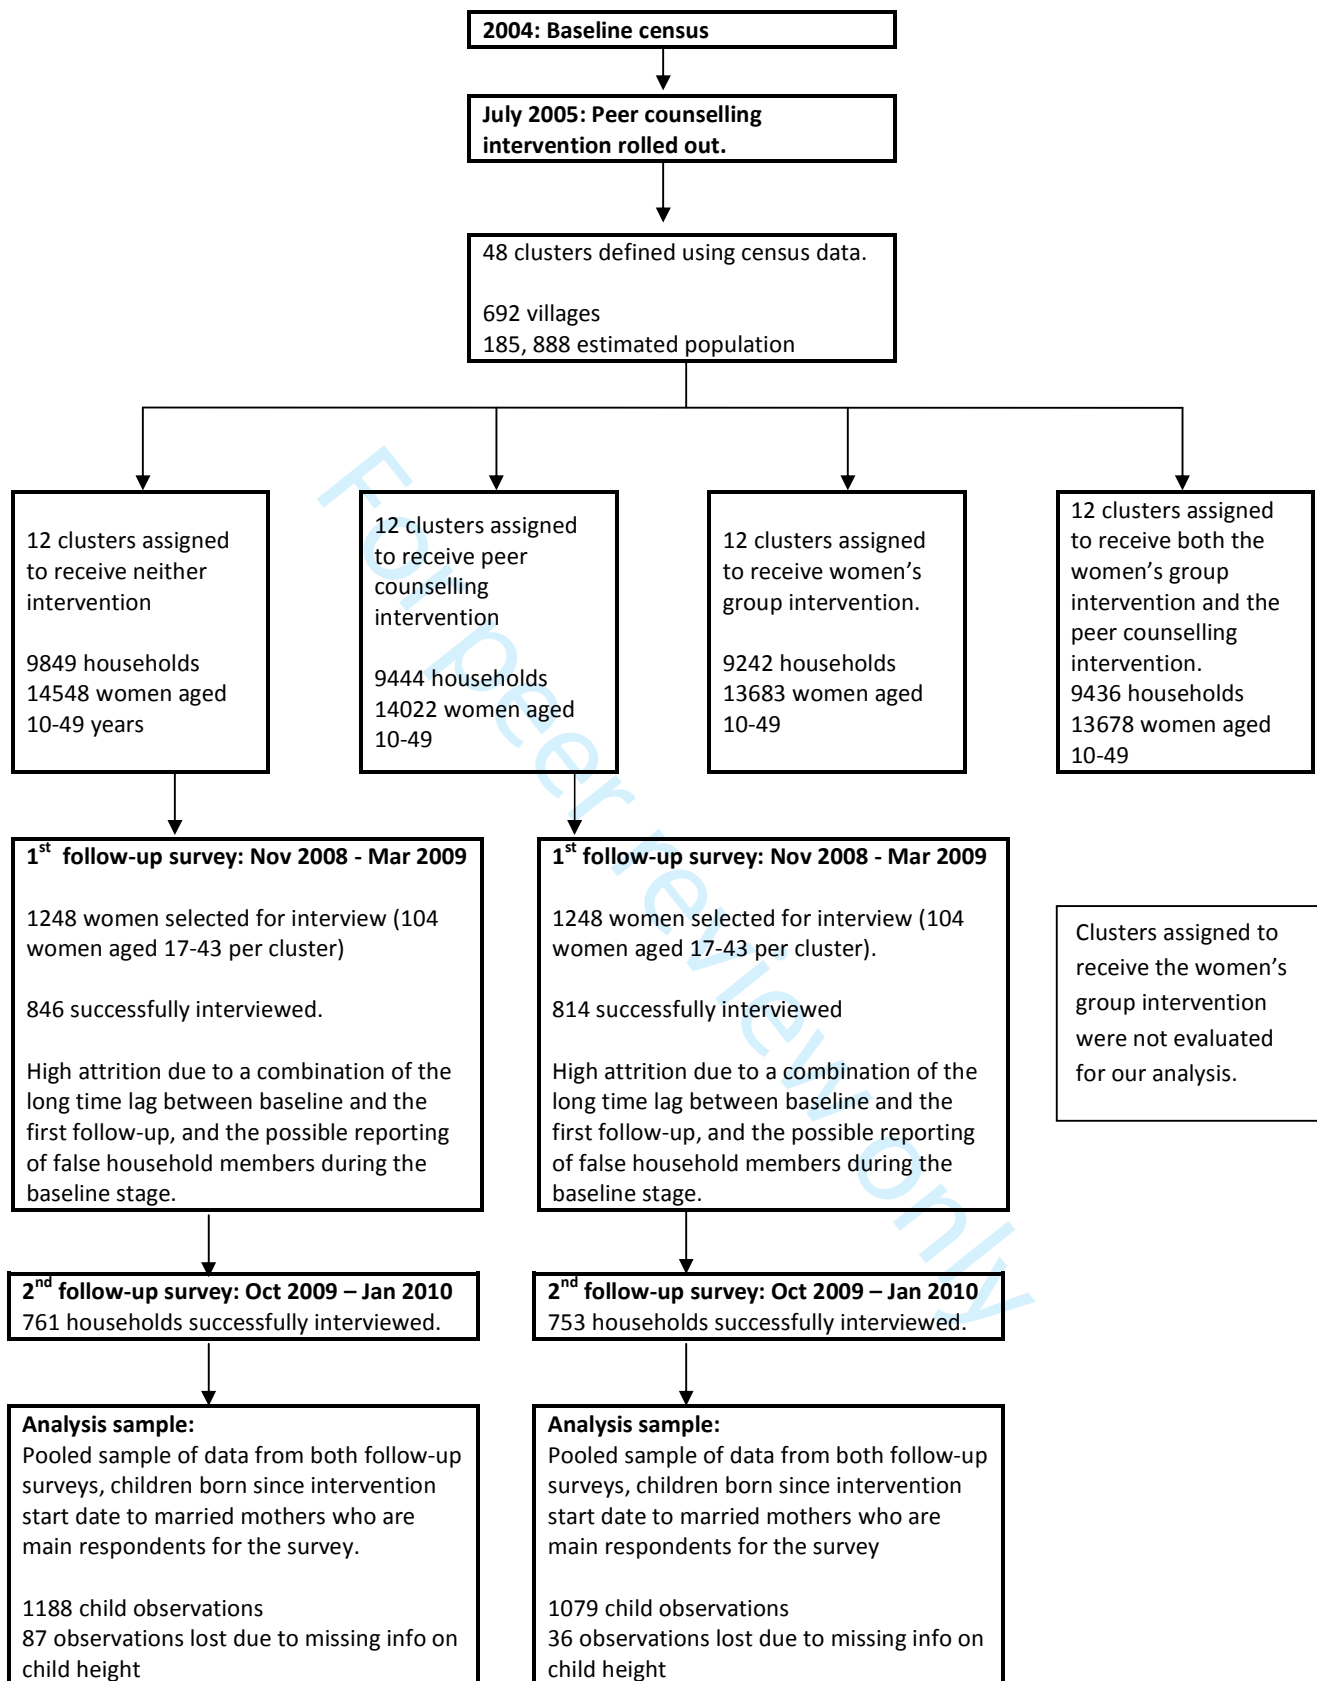 2004: Baseline census
July 2005: Peer counselling
intervention rolled out.
48 clusters defined using census data.
692 villages
185, 888 estimated population
12 clusters assigned
to receive neither
intervention
9849 households
14548 women aged
10-49 years
12 clusters assigned
to receive peer
counselling
intervention
9444 households
14022 women aged
10-49
12 clusters assigned
to receive women’s
group intervention.
9242 households
13683 women aged
10-49
12 clusters assigned
to receive both the
women’s group
intervention and the
peer counselling
intervention.
9436 households
13678 women aged
10-49
1st follow-up survey: Nov 2008 - Mar 2009
1248 women selected for interview (104
women aged 17-43 per cluster)
846 successfully interviewed.
High attrition due to a combination of the
long time lag between baseline and the
first follow-up, and the possible reporting
of false household members during the
baseline stage.
1st follow-up survey: Nov 2008 - Mar 2009
1248 women selected for interview (104
women aged 17-43 per cluster).
814 successfully interviewed
High attrition due to a combination of the
long time lag between baseline and the
first follow-up, and the possible reporting
of false household members during the
baseline stage.
Clusters assigned to
receive the women’s
group intervention
were not evaluated
for our analysis.
2nd follow-up survey: Oct 2009 – Jan 2010
761 households successfully interviewed.
2nd follow-up survey: Oct 2009 – Jan 2010
753 households successfully interviewed.
Analysis sample:
Pooled sample of data from both follow-up
surveys, children born since intervention
start date to married mothers who are
main respondents for the survey.
1188 child observations
87 observations lost due to missing info on
child height
Analysis sample:
Pooled sample of data from both follow-up
surveys, children born since intervention
start date to married mothers who are
main respondents for the survey
1079 child observations
36 observations lost due to missing info on
child height
For peer review only